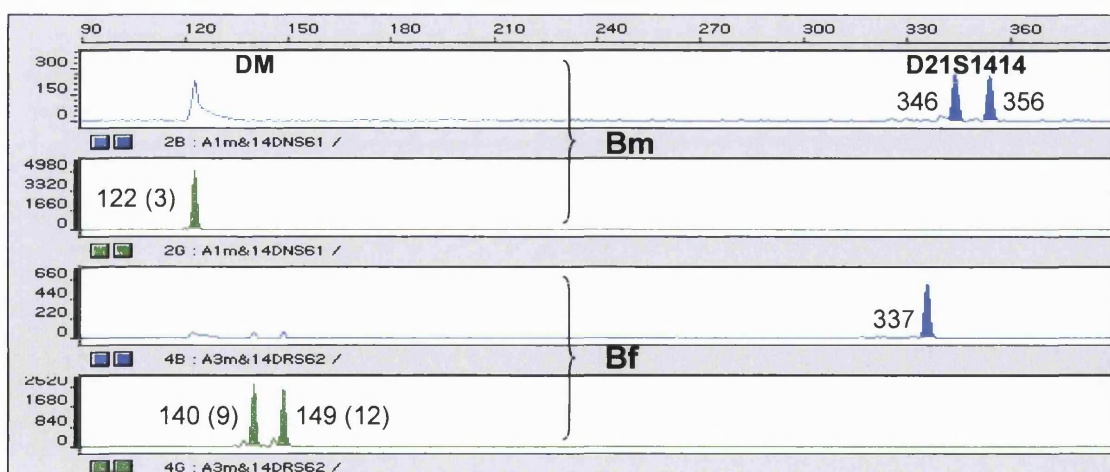 90 120 150 180 210 240 270 300 330 360
DM D21S1414
300
150
0
346 356
2B : A1m&14DNS61 /
Bm
4980
3320
1660
0
122 (3)
2G : A1m&14DNS61 /
660
440
220
0
337
4B : A3m&14DRS62 /
Bf
2520
1680
840
0
140 (9) 149 (12)
4G : A3m&14DRS62 /